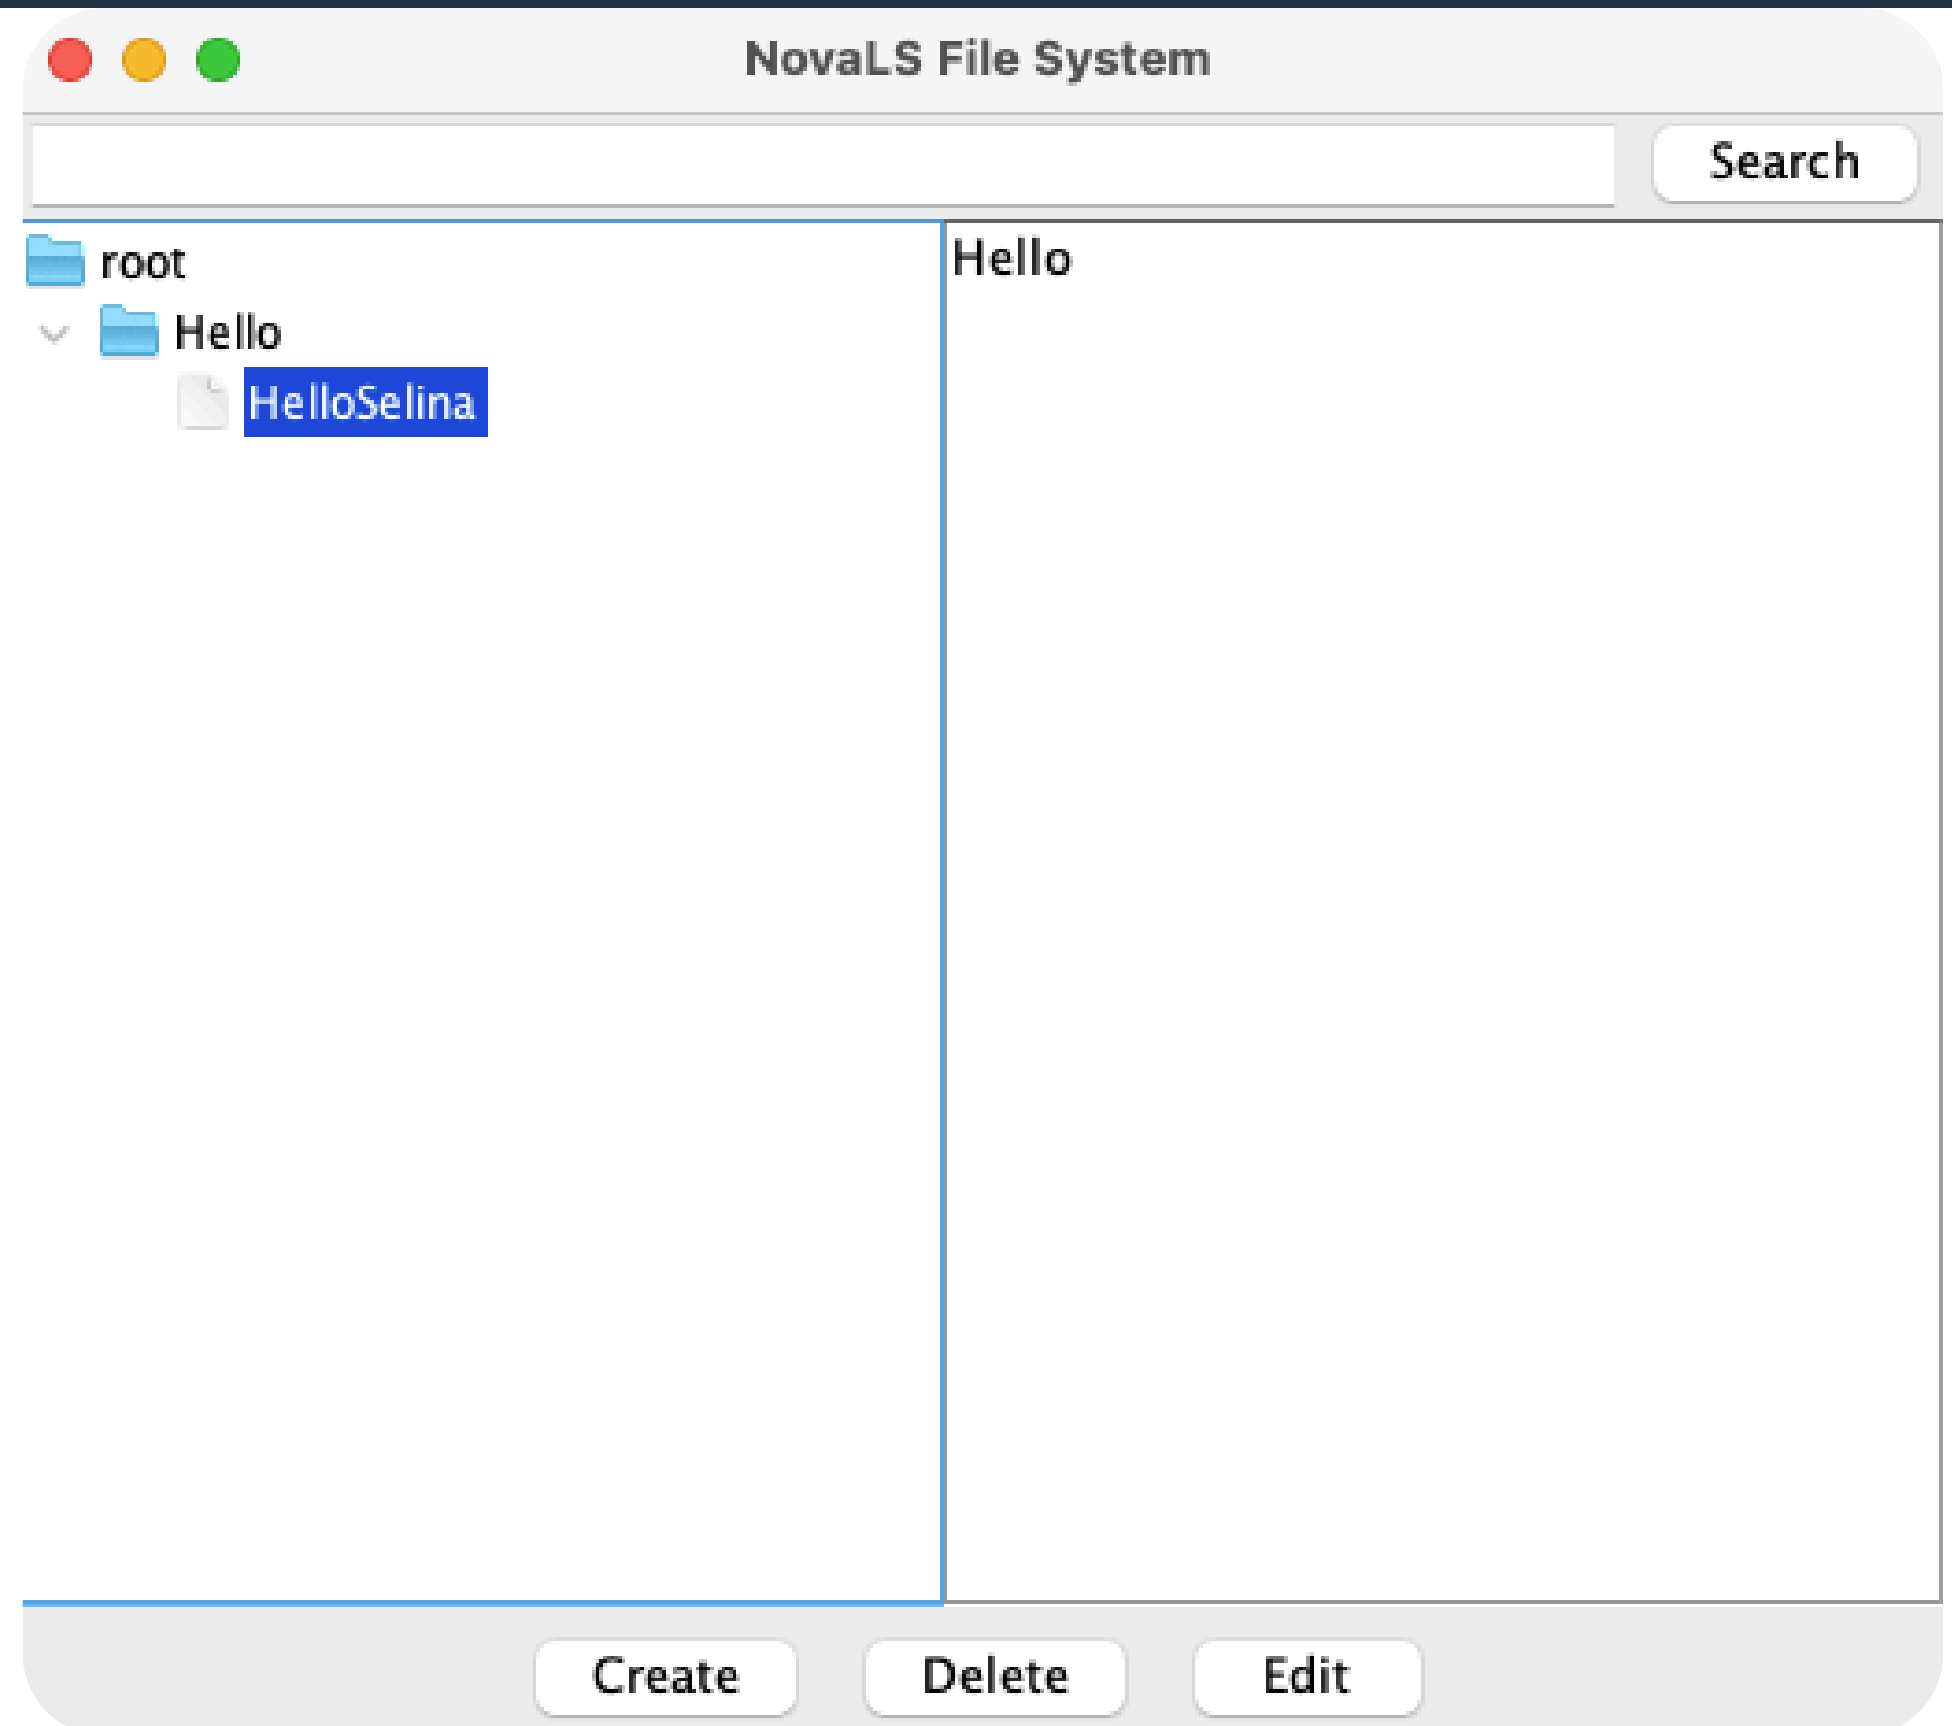 NovaLS File System
Search
root
Hello
HelloSelina
Hello
Create Delete Edit